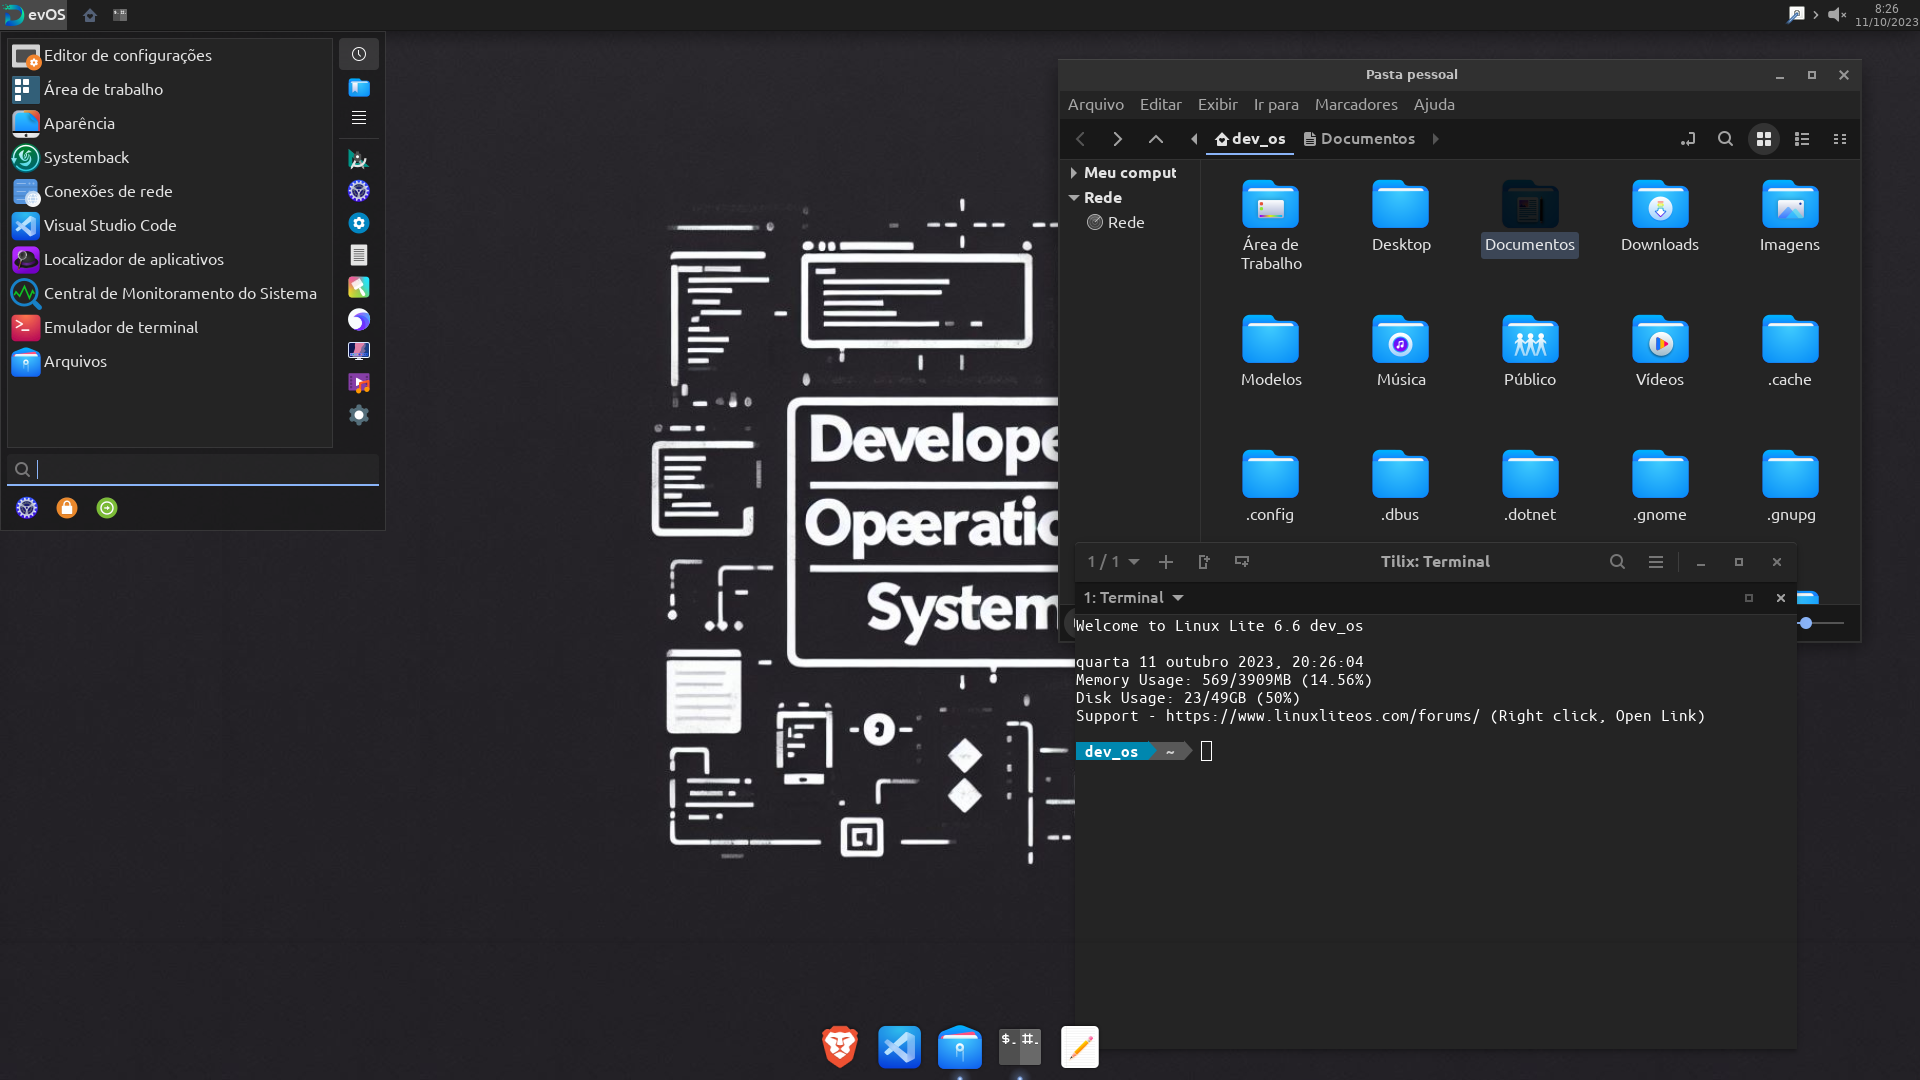 evOS
8:26
11/10/2023
Editor de configurações
Área de trabalho
Aparência
Systemback
Conexões de rede
Visual Studio Code
Localizador de aplicativos
Central de Monitoramento do Sistema
Emulador de terminal
Arquivos
Develope
Opeeratio
System
Pasta pessoal
Arquivo Editar Exibir Ir para Marcadores Ajuda
dev_os Documentos
Meu comput
Rede
Rede
Área de
Trabalho
Desktop
Documentos
Downloads
Imagens
Modelos
Música
Público
Vídeos
.cache
.config
.dbus
.dotnet
.gnome
.gnupg
1 / 1
Tilix: Terminal
1: Terminal
Welcome to Linux Lite 6.6 dev_os
quarta 11 outubro 2023, 20:26:04
Memory Usage: 569/3909MB (14.56%)
Disk Usage: 23/49GB (50%)
Support - https://www.linuxliteos.com/forums/ (Right click, Open Link)
dev_os ~
$. #.